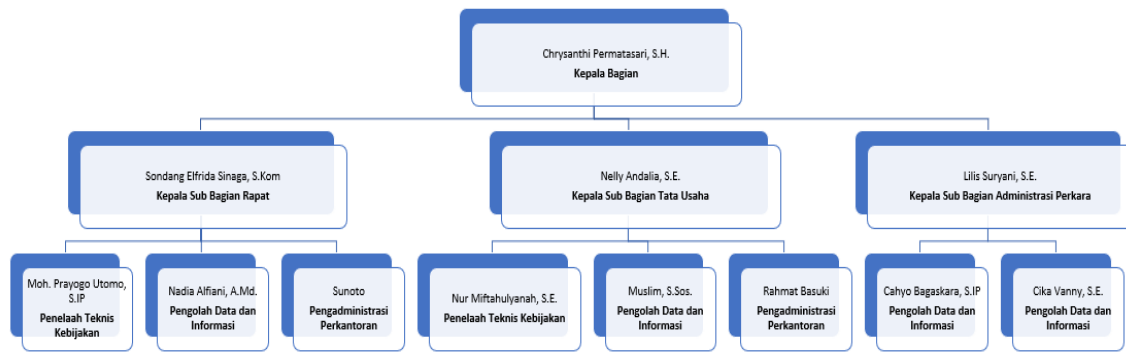 Chrysanthi Permatasari, S.H.
Kepala Bagian
Sondang Elfrida Sinaga, S.Kom
Kepala Sub Bagian Rapat
Nelly Andalia, S.E.
Kepala Sub Bagian Tata Usaha
Lilis Suryani, S.E.
Kepala Sub Bagian Administrasi Perkara
Moh. Prayogo Utomo,
S.IP
Penelaah Teknis
Kebijakan
Nadia Alfiani, A.Md.
Pengolah Data dan
Informasi
Sunoto
Pengadministrasi
Perkantoran
Nur Miftahulyanah, S.E.
Penelaah Teknis Kebijakan
Muslim, S.Sos.
Pengolah Data dan
Informasi
Rahmat Basuki
Pengadministrasi
Perkantoran
Cahyo Bagaskara, S.IP
Pengolah Data dan
Informasi
Cika Vanny, S.E.
Pengolah Data dan
Informasi